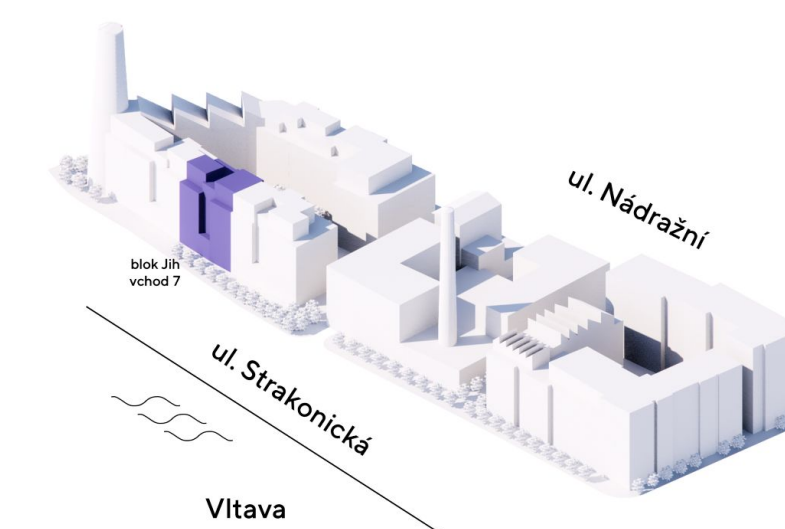 ul. Nádražní
blok Jih
vchod 7
ul. Strakonická
Vltava